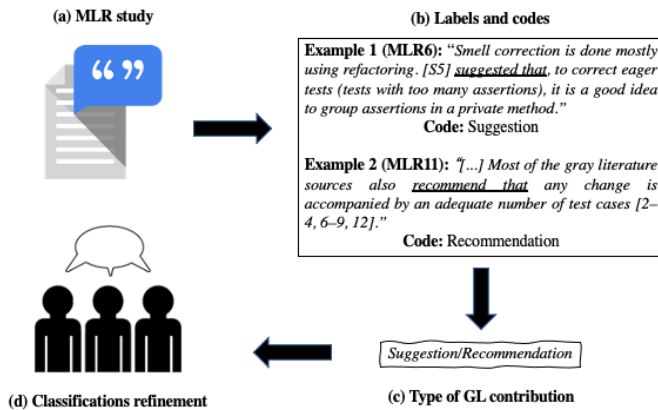 (a) MLR study
(b) Labels and codes
“ ”
Example 1 (MLR6): “Smell correction is done mostly
using refactoring. [S5] suggested that, to correct eager
tests (tests with too many assertions), it is a good idea
to group assertions in a private method.”
Code: Suggestion
Example 2 (MLR11): “[...] Most of the gray literature
sources also recommend that any change is
accompanied by an adequate number of test cases [2–
4, 6–9, 12].”
Code: Recommendation
Suggestion/Recommendation
(c) Type of GL contribution
(d) Classifications refinement